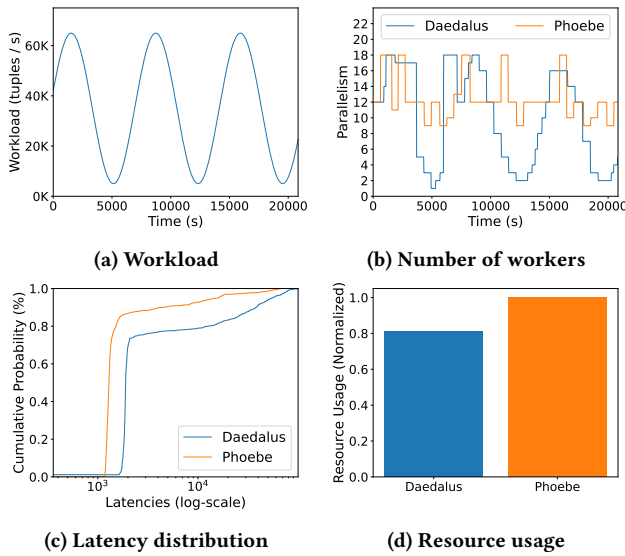 60K
40K
20K
0K
Workload (tuples / s)
0 5000 10000 15000 20000
Time (s)
(a) Workload
Daedalus Phoebe
22
20
18
16
14
12
10
8
6
4
2
0
Parallelism
0 5000 10000 15000 20000
Time (s)
(b) Number of workers
1.0
0.8
0.6
0.4
0.2
0.0
Cumulative Probability (%)
Daedalus
Phoebe
10³ 10⁴
Latencies (log-scale)
(c) Latency distribution
1.0
0.8
0.6
0.4
0.2
0.0
Resource Usage (Normalized)
Daedalus Phoebe
(d) Resource usage